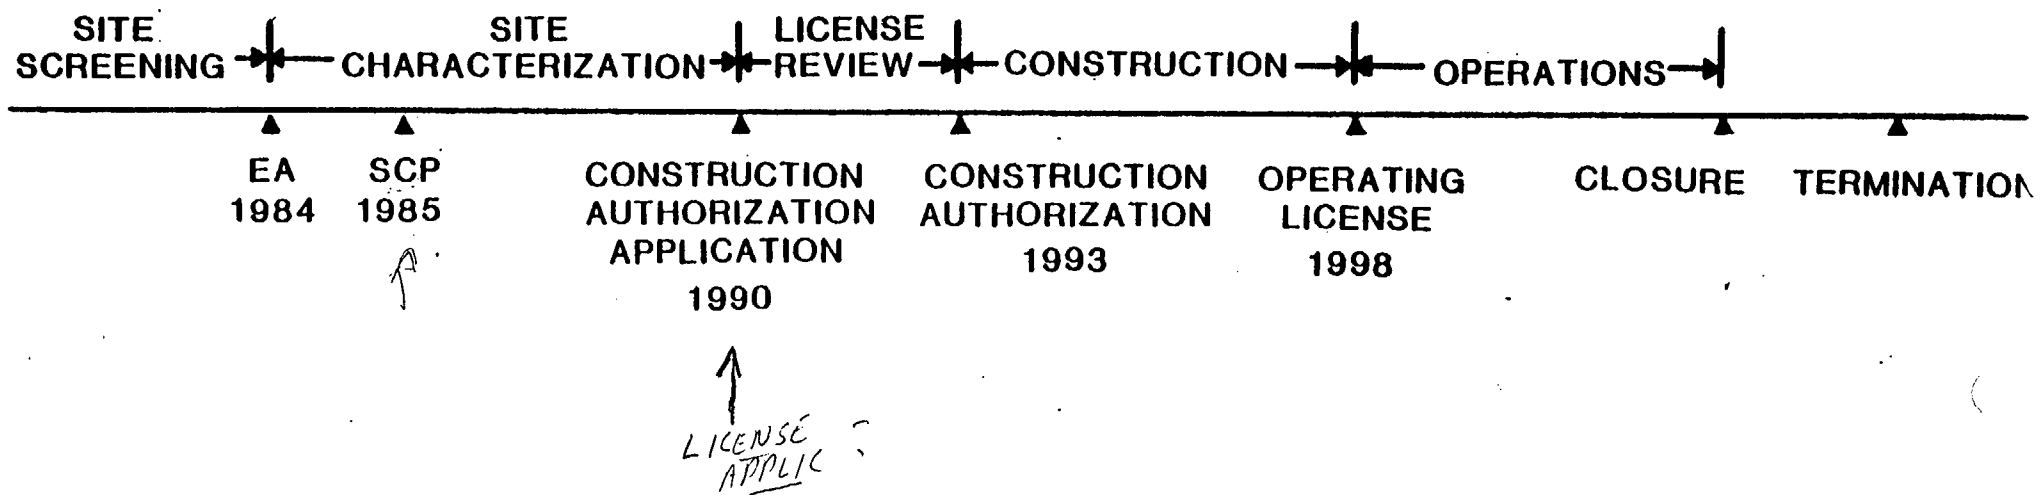 SITE
SCREENING
SITE
CHARACTERIZATION
LICENSE
REVIEW
CONSTRUCTION
OPERATIONS
EA
1984
SCP
1985
CONSTRUCTION
AUTHORIZATION
APPLICATION
1990
CONSTRUCTION
AUTHORIZATION
1993
OPERATING
LICENSE
1998
CLOSURE
TERMINATION
LICENSE
APPLIC